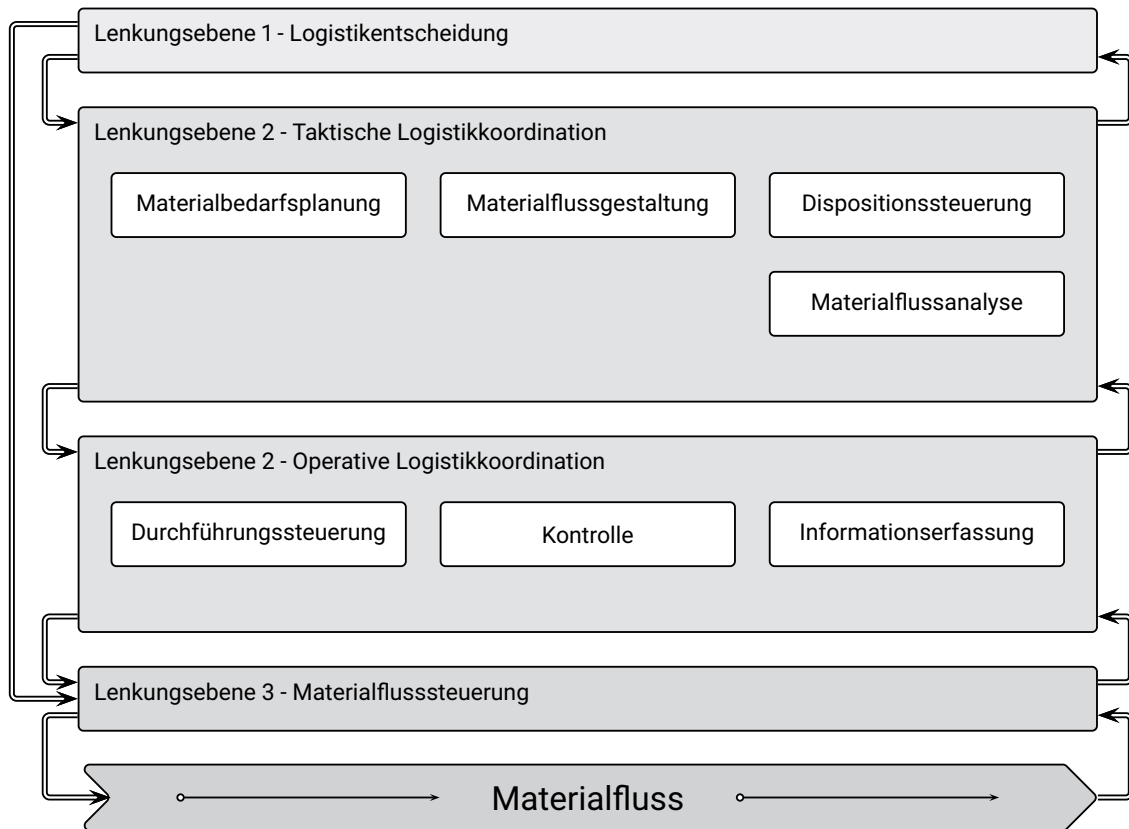 Lenkungsebene 1 - Logistikentscheidung
Lenkungsebene 2 - Taktische Logistikkoordination
Materialbedarfsplanung
Materialflussgestaltung
Dispositionssteuerung
Materialflussanalyse
Lenkungsebene 2 - Operative Logistikkoordination
Durchführungssteuerung
Kontrolle
Informationserfassung
Lenkungsebene 3 - Materialflusssteuerung
Materialfluss